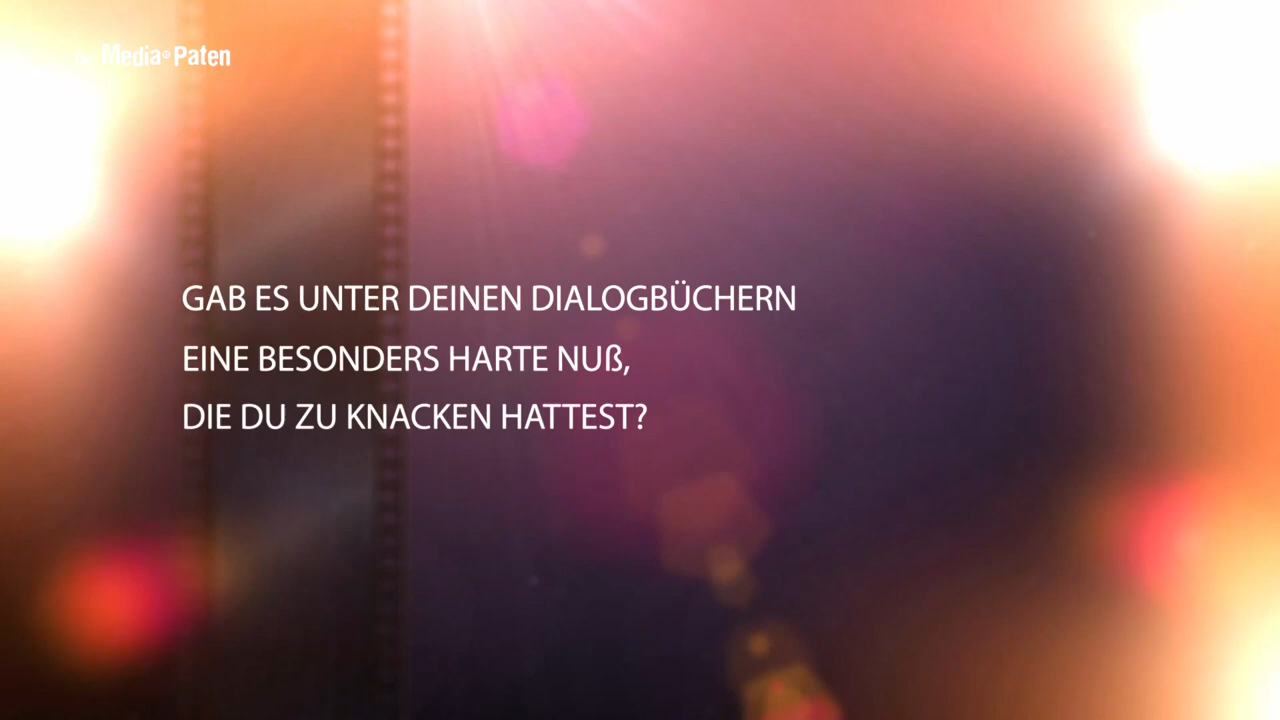 Media Paten
GAB ES UNTER DEINEN DIALOGBÜCHERN
EINE BESONDERS HARTE NUß,
DIE DU ZU KNACKEN HATTEST?